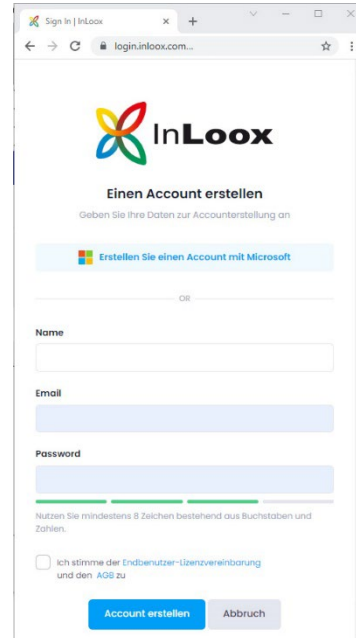 Sign In | InLoox
login.inloox.com...
InLoox
Einen Account erstellen
Geben Sie Ihre Daten zur Accounterstellung an
Erstellen Sie einen Account mit Microsoft
OR
Name
Email
Password
Nutzen Sie mindestens 8 Zeichen bestehend aus Buchstaben und
Zahlen.
Ich stimme der Endbenutzer-Lizenzvereinbarung
und den AGB zu
Account erstellen
Abbruch